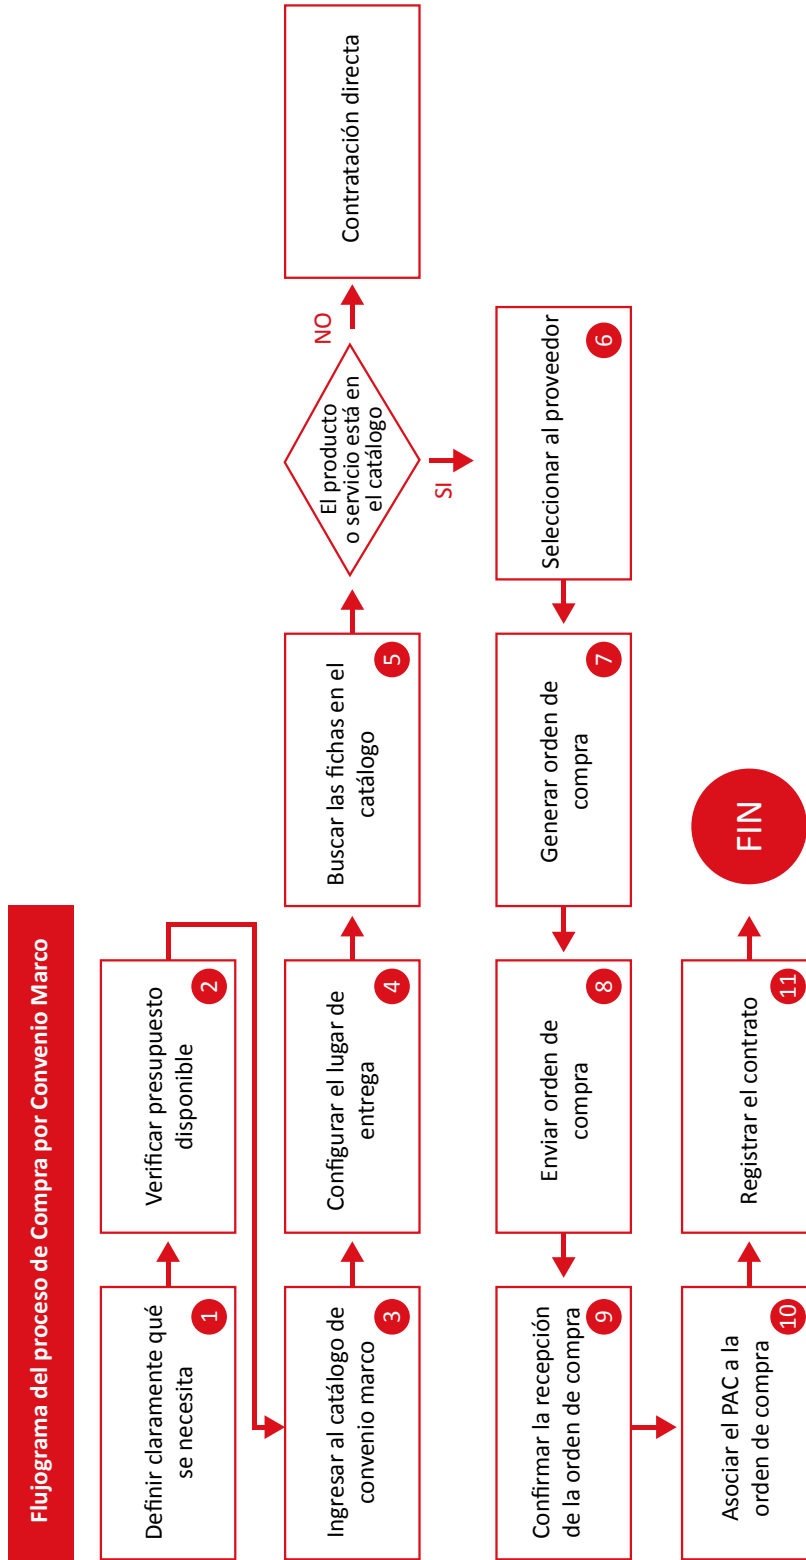 Flujograma del proceso de Compra por Convenio Marco
Definir claramente qué
se necesita
1
Verificar presupuesto
disponible
2
Ingresar al catálogo de
convenio marco
3
Configurar el lugar de
entrega
4
Buscar las fichas en el
catálogo
5
El producto
o servicio está en
el catálogo
NO
Contratación directa
SI
Seleccionar al proveedor
6
Generar orden de
compra
7
Enviar orden de
compra
8
Confirmar la recepción
de la orden de compra
9
Asociar el PAC a la
orden de compra
10
Registrar el contrato
11
FIN